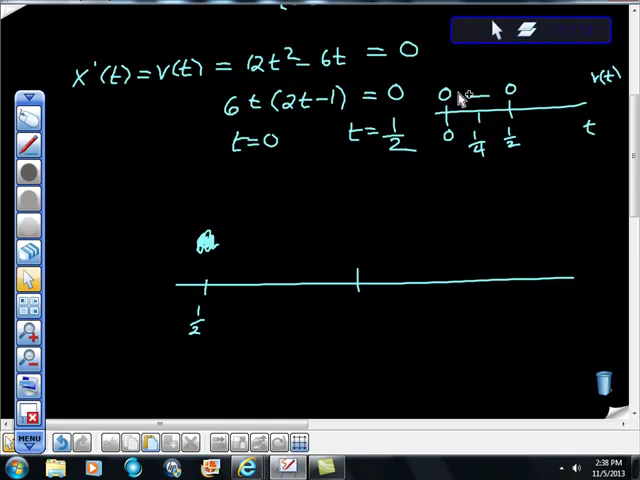 x'(t) = v(t) = 12t² - 6t = 0
6t(2t-1) = 0
t=0 t=1/2
0 — 0 v(t)
0 1/4 1/2 t
1/2
MENU
2:38 PM
11/5/2013